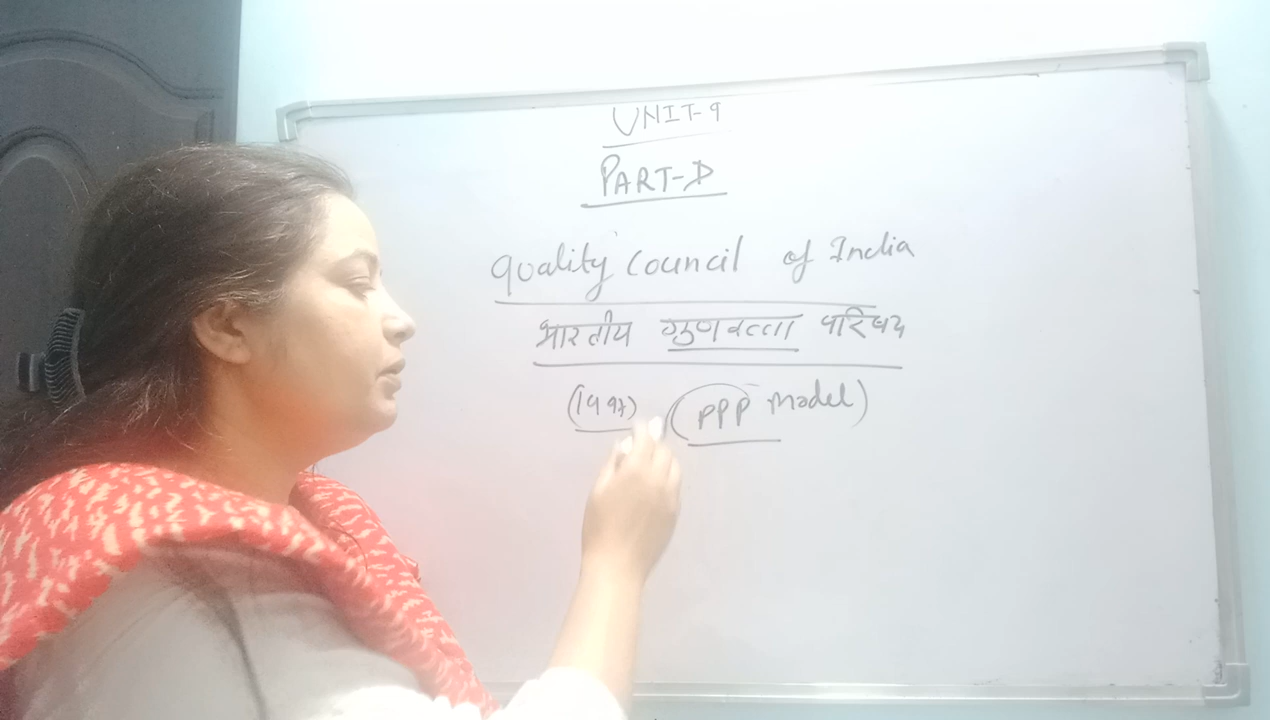 UNIT-9
PART-D
Quality Council of India
भारतीय गुणवत्ता परिषद
(1997) (PPP Model)